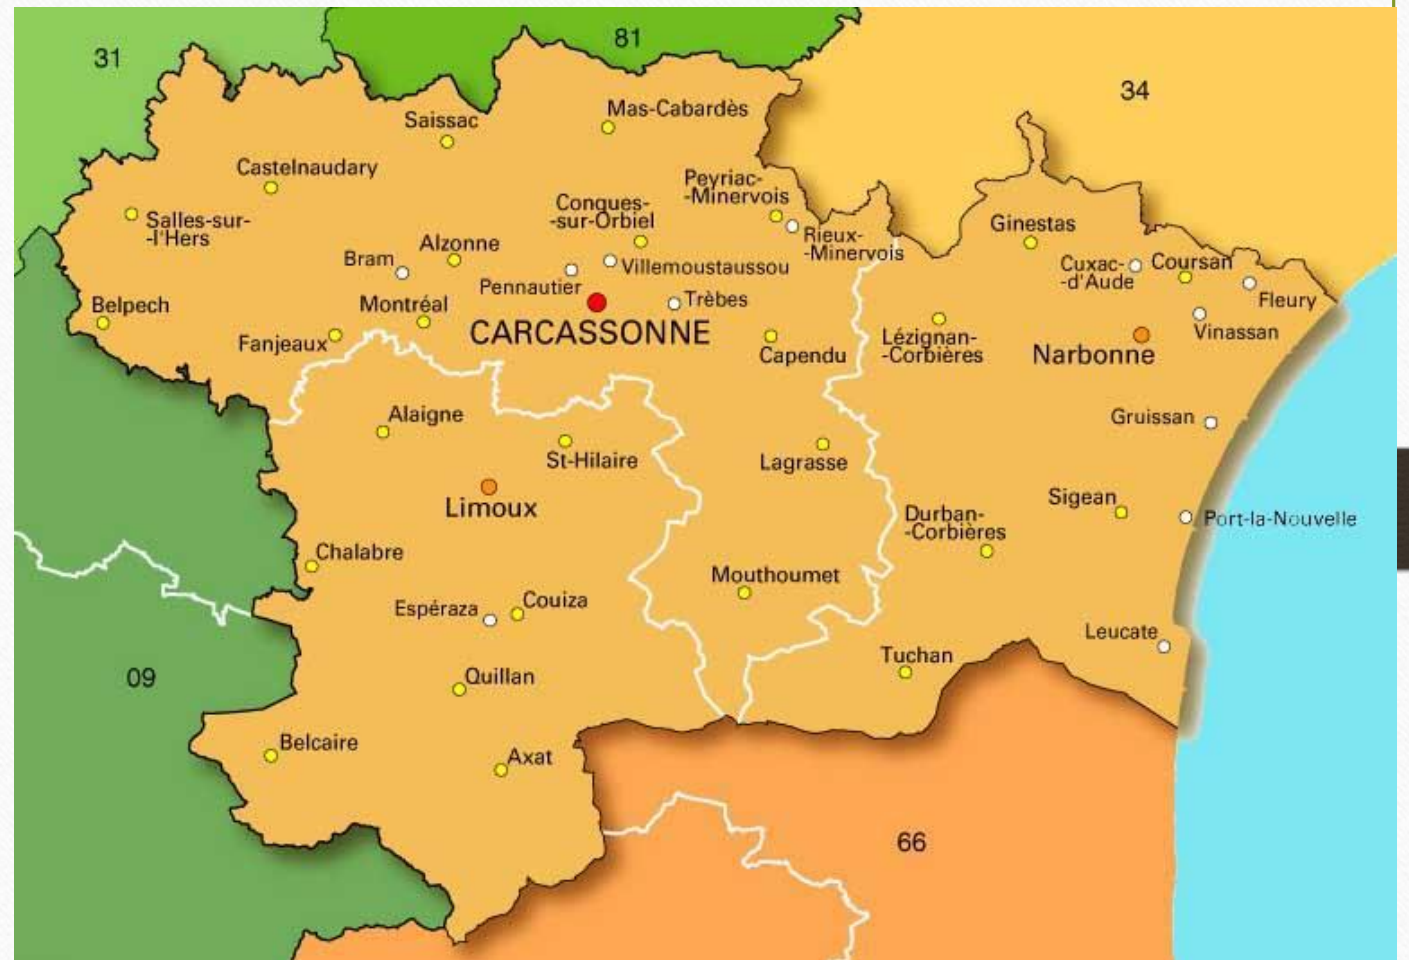 31
81
34
Mas-Cabardès
Saissac
Castelnaudary
Peyriac-
-Minervois
Conques-
-sur-Orbiel
Salles-sur-
-l'Hers
Ginestas
Rieux-
-Minervois
Alzonne
Bram
Villemoustaussou
Cuxac-
-d'Aude
Coursan
Pennautier
Trèbes
Fleury
Belpech
Montréal
CARCASSONNE
Vinassan
Fanjeaux
Capendu
Lézignan-
-Corbières
Narbonne
Alaigne
Gruissan
St-Hilaire
Lagrasse
Limoux
Sigean
Durban-
-Corbières
Port-la-Nouvelle
Chalabre
Mouthoumet
Espéraza
Couiza
Leucate
Tuchan
09
Quillan
Belcaire
Axat
66